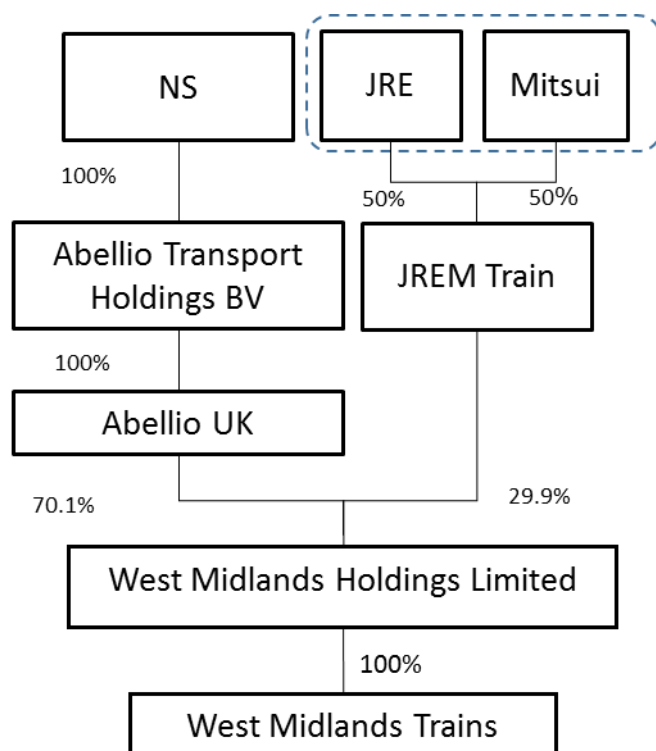 NS
JRE
Mitsui
100%
50%
50%
Abellio Transport
Holdings BV
JREM Train
100%
Abellio UK
70.1%
29.9%
West Midlands Holdings Limited
100%
West Midlands Trains